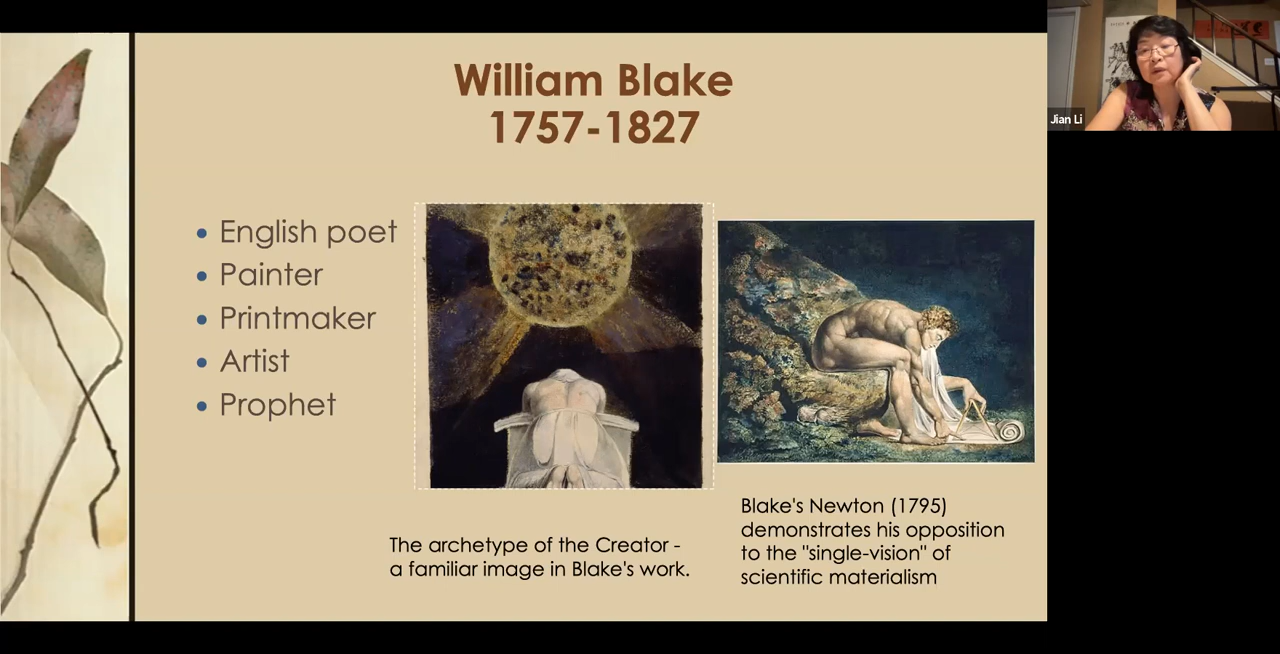 William Blake
1757-1827
• English poet
• Painter
• Printmaker
• Artist
• Prophet
The archetype of the Creator -
a familiar image in Blake's work.
Blake's Newton (1795)
demonstrates his opposition
to the "single-vision" of
scientific materialism
Jian Li